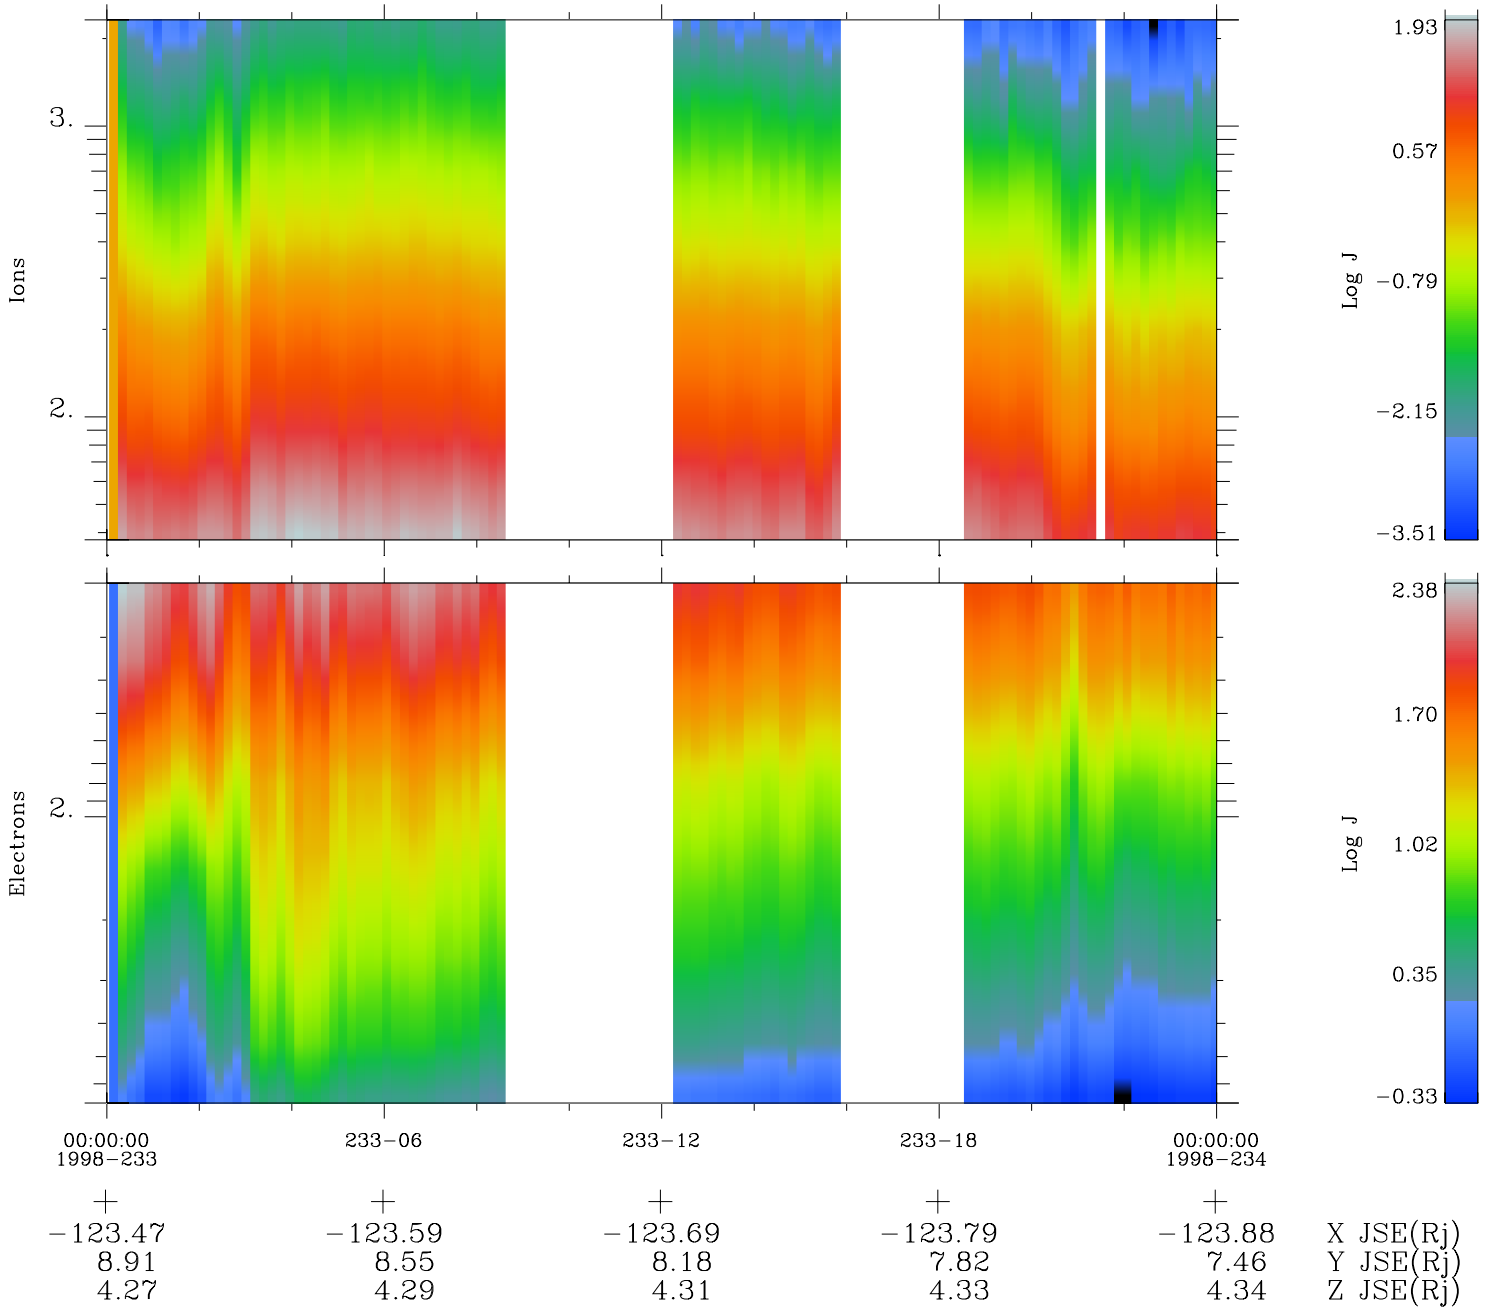 1.93
3.
0.57
Ions
Log J
-0.79
2.
-2.15
-3.51
2.38
1.70
2.
Electrons
Log J
1.02
0.35
-0.33
00:00:00 233-06 233-12 233-18 00:00:00
1998-233 1998-234
-123.47 -123.59 -123.69 -123.79 -123.88 X JSE(Rj)
8.91 8.55 8.18 7.82 7.46 Y JSE(Rj)
4.27 4.29 4.31 4.33 4.34 Z JSE(Rj)